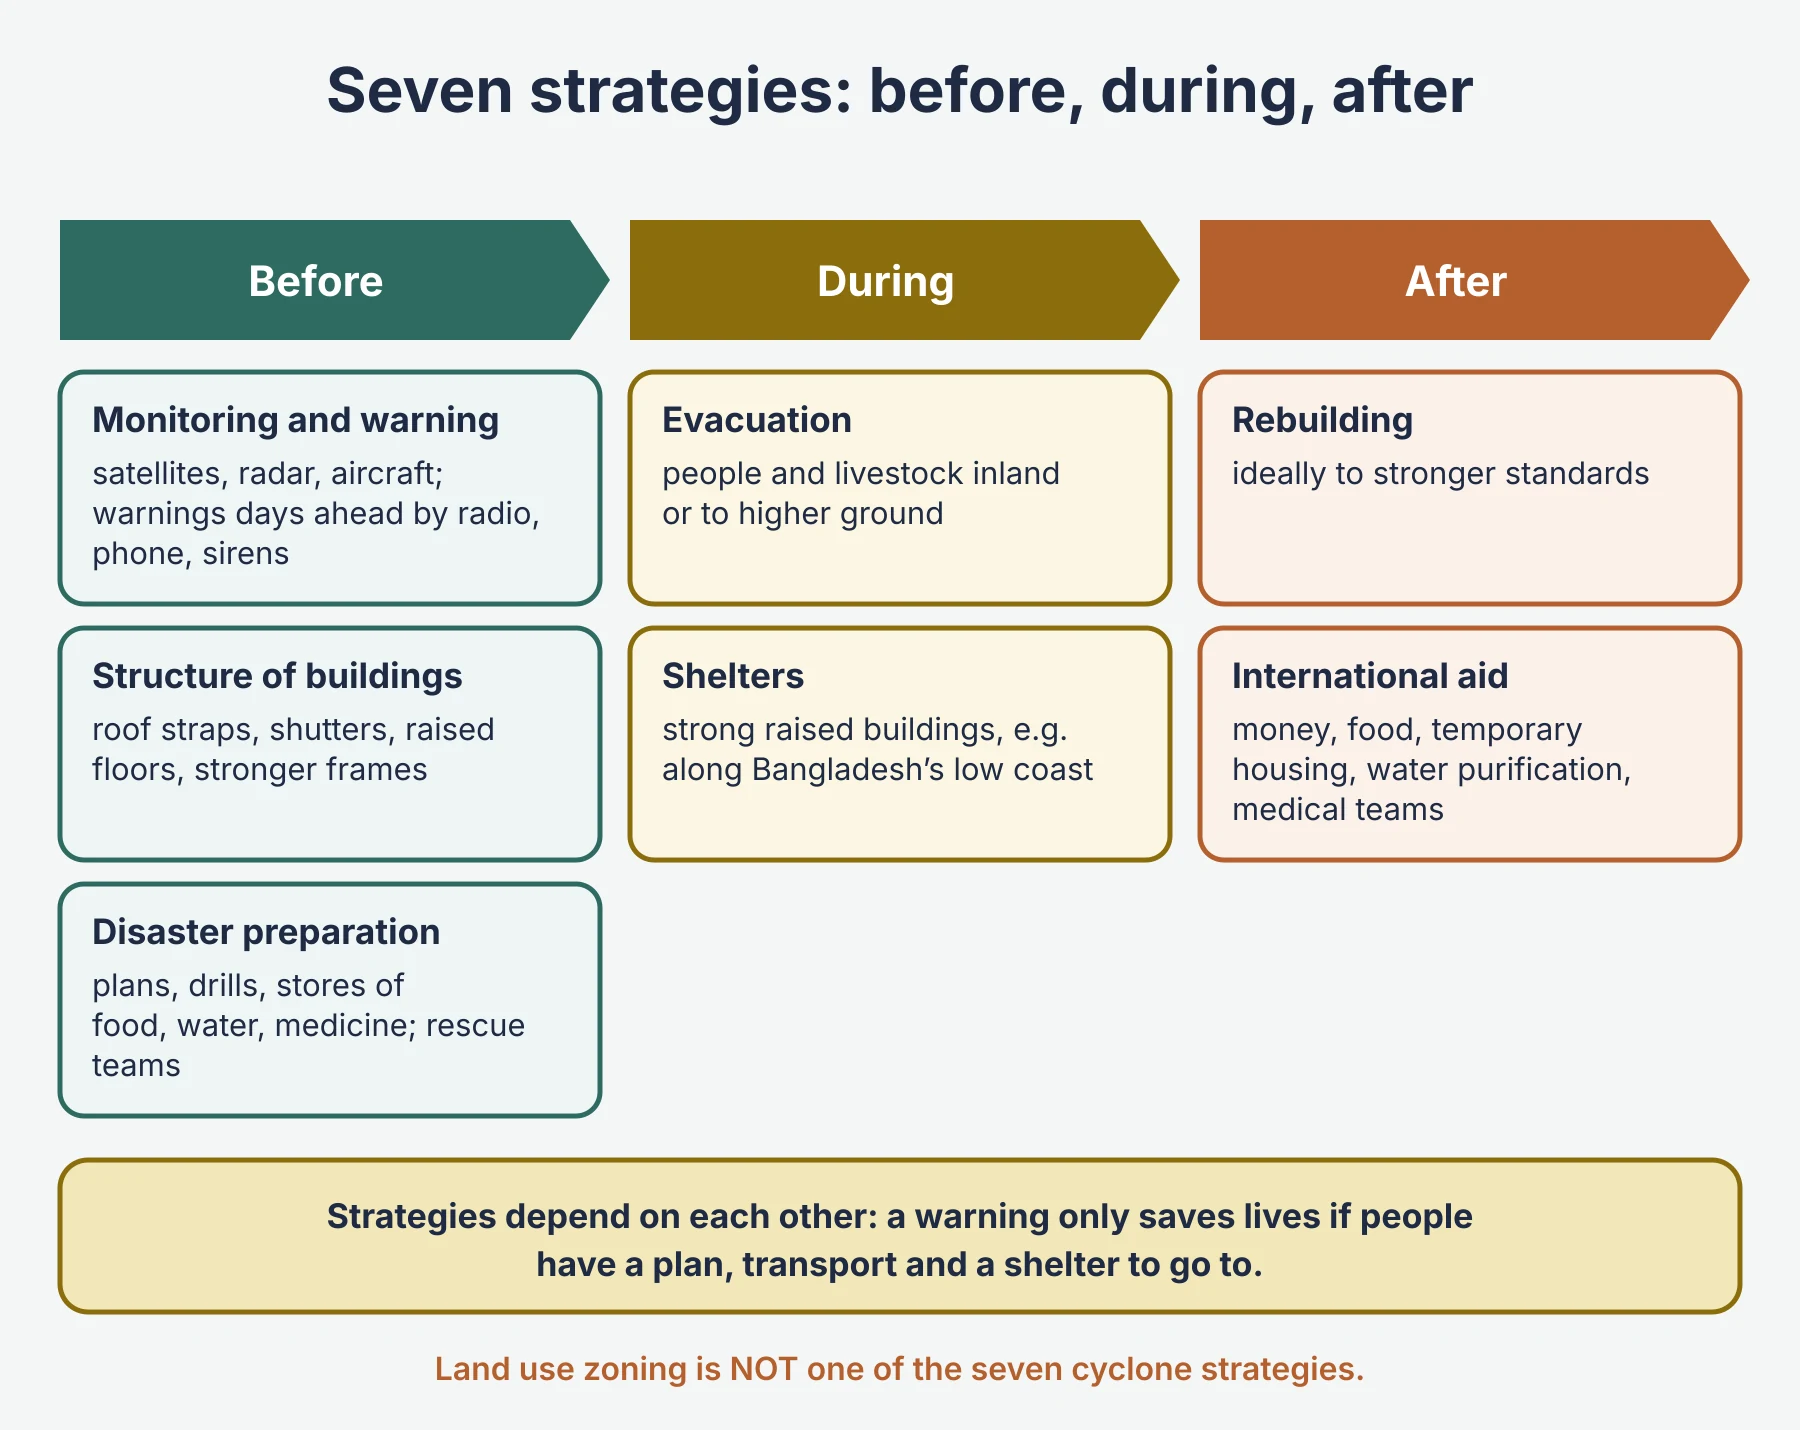 Seven strategies: before, during, after
Before
During
After
Monitoring and warning
satellites, radar, aircraft;
warnings days ahead by radio,
phone, sirens
Structure of buildings
roof straps, shutters, raised
floors, stronger frames
Disaster preparation
plans, drills, stores of
food, water, medicine; rescue
teams
Evacuation
people and livestock inland
or to higher ground
Shelters
strong raised buildings, e.g.
along Bangladesh’s low coast
Rebuilding
ideally to stronger standards
International aid
money, food, temporary
housing, water purification,
medical teams
Strategies depend on each other: a warning only saves lives if people
have a plan, transport and a shelter to go to.
Land use zoning is NOT one of the seven cyclone strategies.